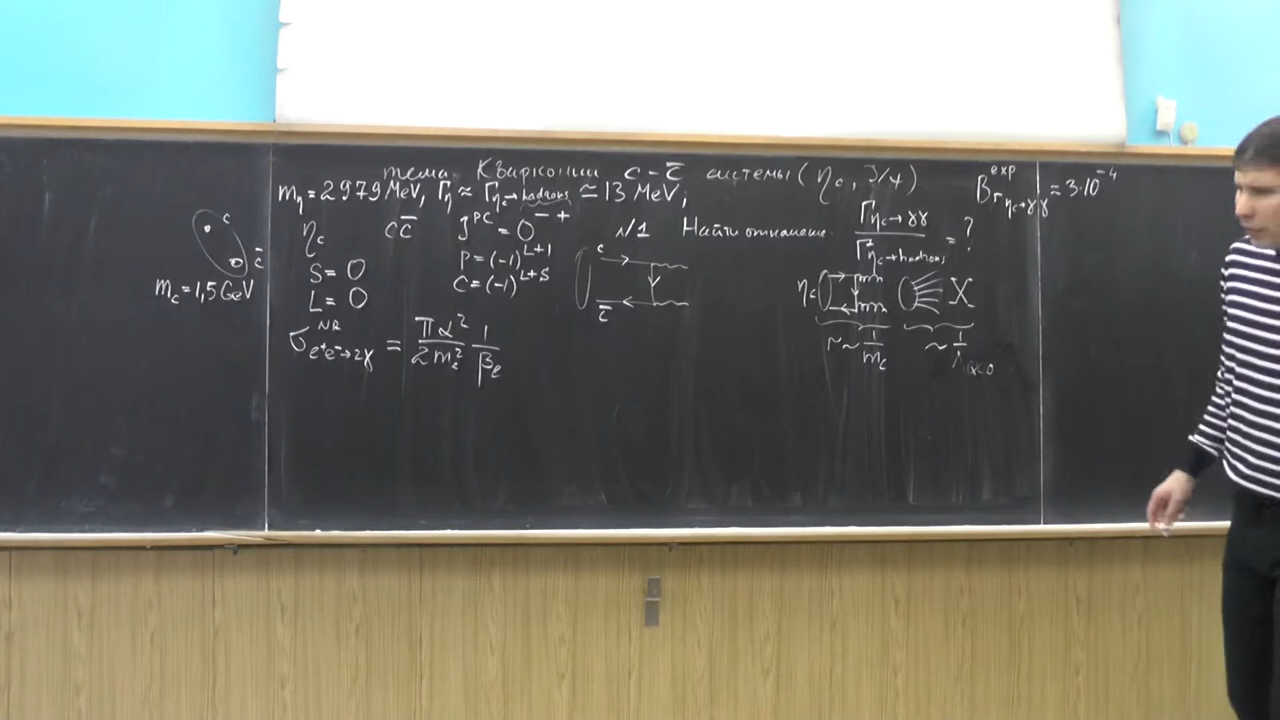 тема Кварконии c - c̅ системы (η_c, J/ψ)
m_η = 2979 MeV, Γ_η ≈ Γ_{η_c→hadrons} ≃ 13 MeV;
Br^{exp}_{η_c→γγ} ≈ 3·10^{-4}
η_c c c̅ J^{PC} = 0^{-+} №1 Найти отношение Γ_{η_c→γγ} / Γ_{η_c→hadrons} = ?
S = 0 P = (-1)^{L+1}
L = 0 C = (-1)^{L+S}
c c̅
m_c = 1,5 GeV
c
c̅
η_c X
r ~ 1/m_c ~ 1/Λ_{QCD}
σ^{NR}_{e⁺e⁻→2γ} = πα²/2m_e² 1/β_e